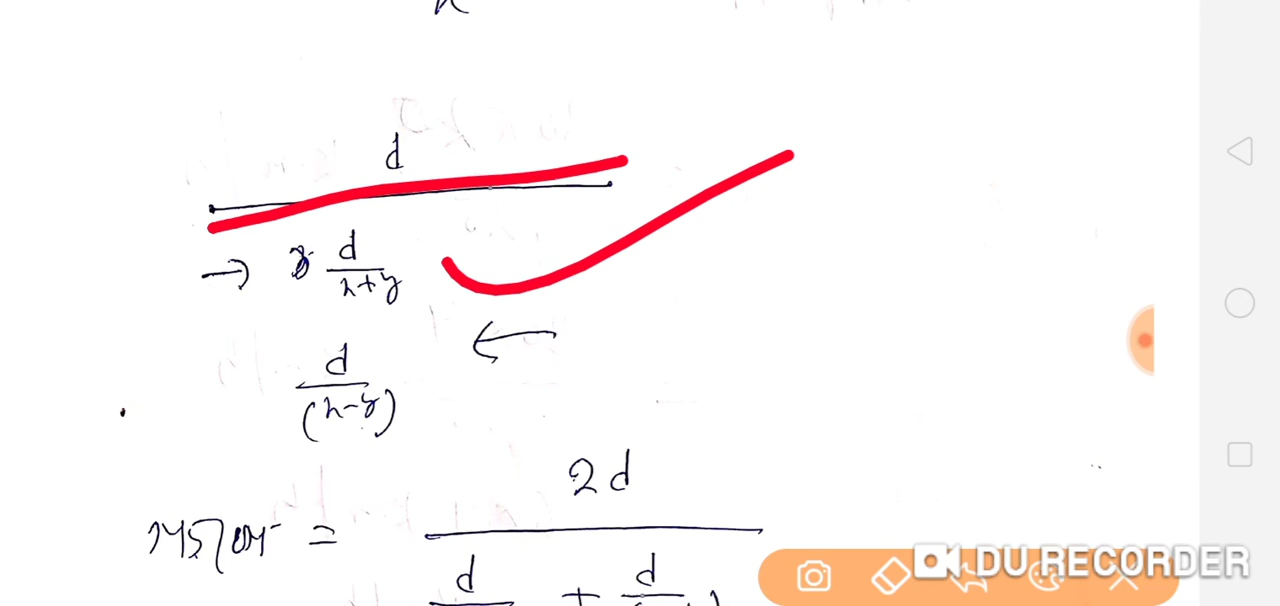 d
→ d/(x+y)
←
d/(x-y)
= 2d
d + d
DU RECORDER